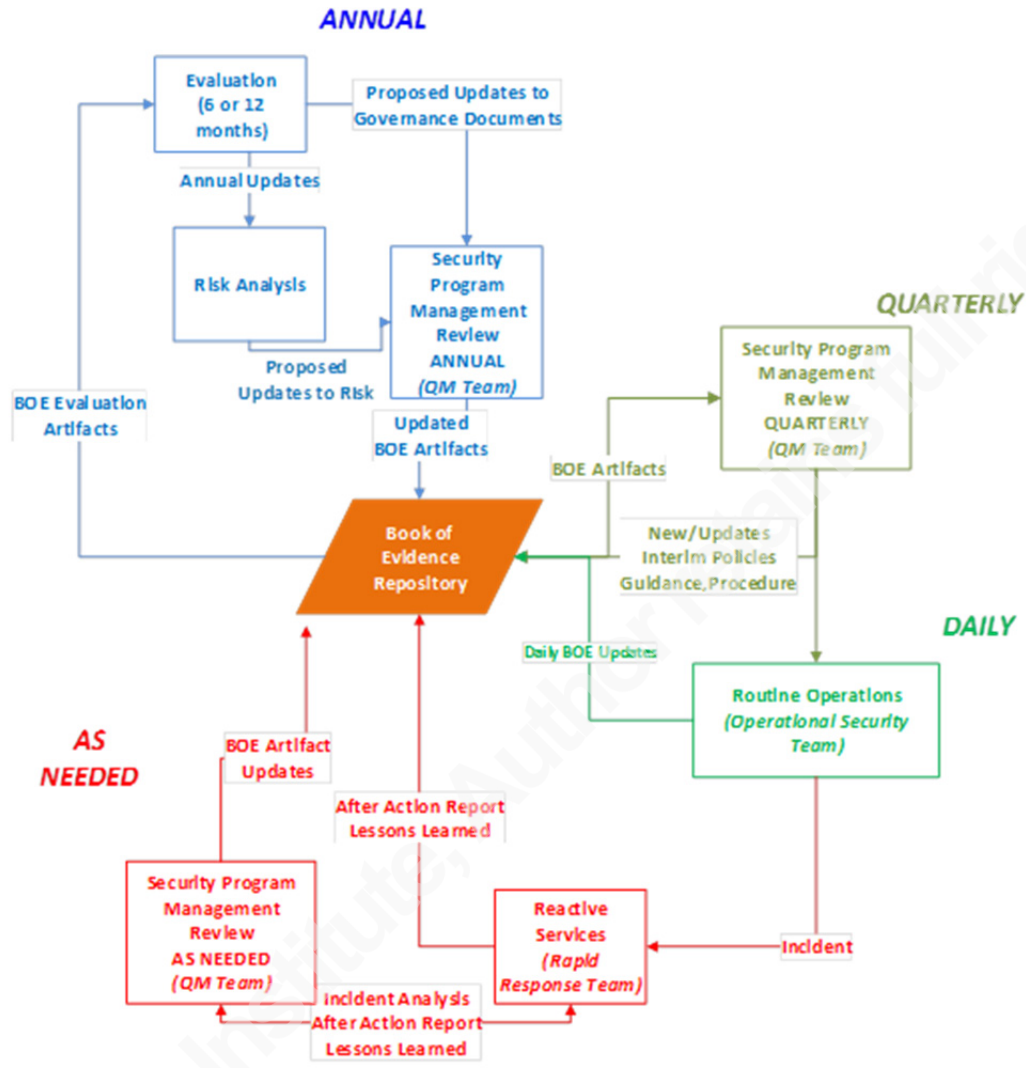 ANNUAL
Evaluation
(6 or 12
months)
Proposed Updates to
Governance Documents
Annual Updates
Risk Analysis
Security
Program
Management
Review
ANNUAL
(QM Team)
Proposed
Updates to Risk
BOE Evaluation
Artifacts
Updated
BOE Artifacts
QUARTERLY
Security Program
Management
Review
QUARTERLY
(QM Team)
BOE Artifacts
Book of
Evidence
Repository
New/Updates
Interim Policies
Guidance,Procedure
DAILY
Daily BOE Updates
Routine Operations
(Operational Security
Team)
AS
NEEDED
BOE Artifact
Updates
After Action Report
Lessons Learned
Security Program
Management
Review
AS NEEDED
(QM Team)
Reactive
Services
(Rapid
Response Team)
Incident
Incident Analysis
After Action Report
Lessons Learned
Institute, Author retains full